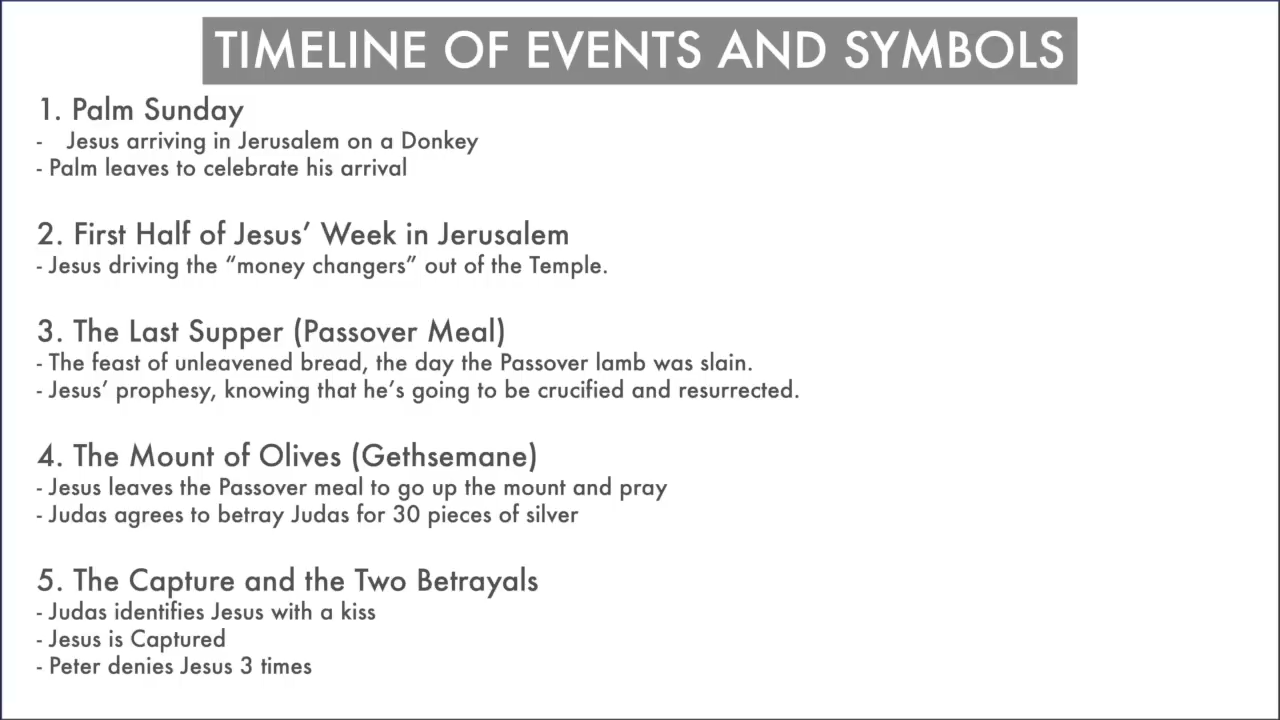 TIMELINE OF EVENTS AND SYMBOLS
1. Palm Sunday
- Jesus arriving in Jerusalem on a Donkey
- Palm leaves to celebrate his arrival
2. First Half of Jesus’ Week in Jerusalem
- Jesus driving the “money changers” out of the Temple.
3. The Last Supper (Passover Meal)
- The feast of unleavened bread, the day the Passover lamb was slain.
- Jesus’ prophesy, knowing that he’s going to be crucified and resurrected.
4. The Mount of Olives (Gethsemane)
- Jesus leaves the Passover meal to go up the mount and pray
- Judas agrees to betray Judas for 30 pieces of silver
5. The Capture and the Two Betrayals
- Judas identifies Jesus with a kiss
- Jesus is Captured
- Peter denies Jesus 3 times